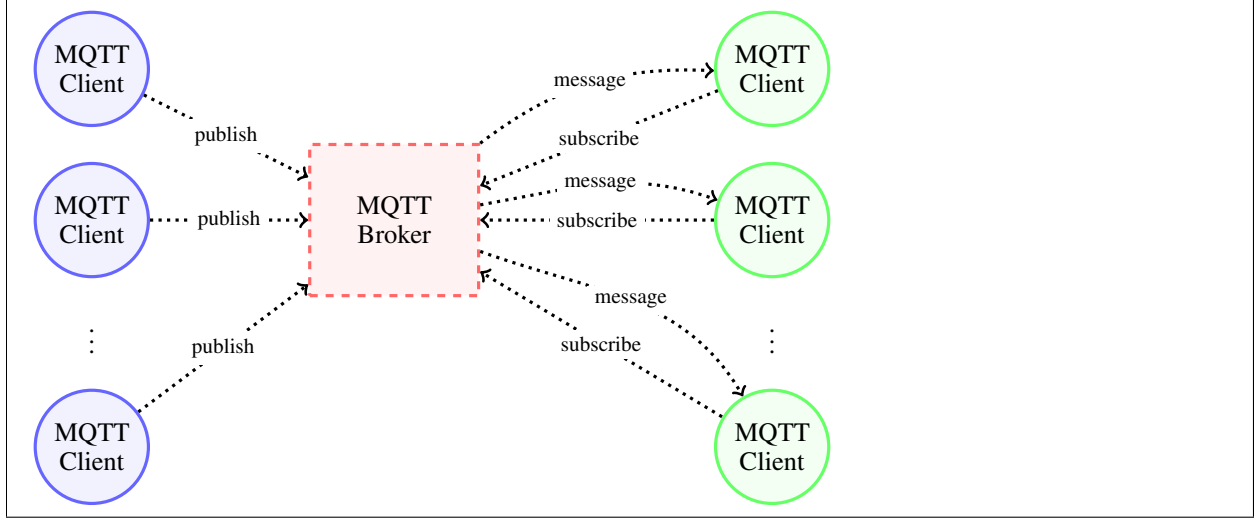 MQTT
Client
publish
MQTT
Client
publish
⋮
MQTT
Client
publish
MQTT
Broker
message
subscribe
message
subscribe
message
subscribe
MQTT
Client
MQTT
Client
⋮
MQTT
Client